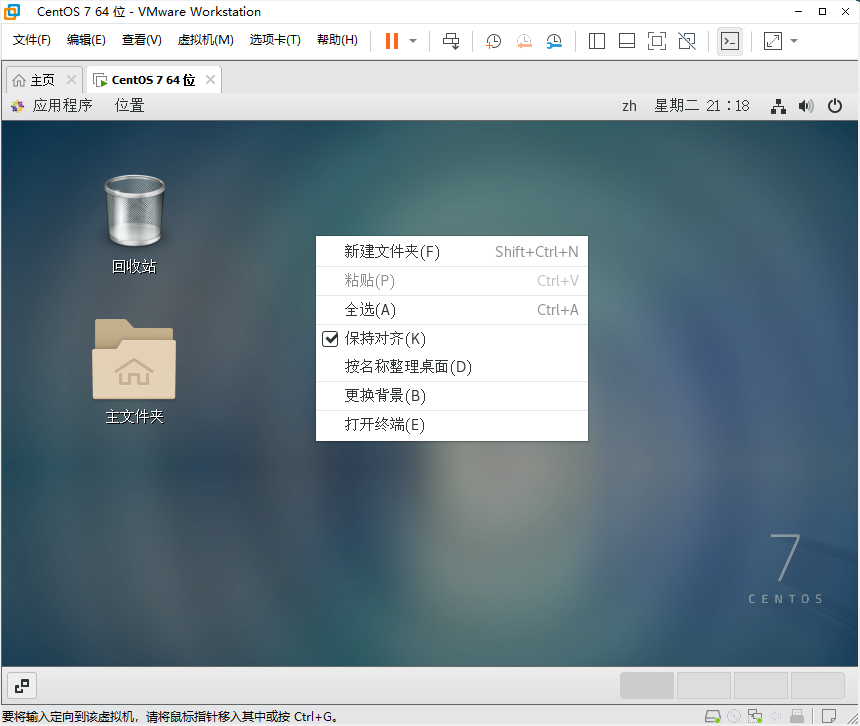 CentOS 7 64 位 - VMware Workstation
文件(F) 编辑(E) 查看(V) 虚拟机(M) 选项卡(T) 帮助(H)
主页 CentOS 7 64 位
应用程序 位置 zh 星期二 21：18
回收站
主文件夹
新建文件夹(F) Shift+Ctrl+N
粘贴(P) Ctrl+V
全选(A) Ctrl+A
保持对齐(K)
按名称整理桌面(D)
更换背景(B)
打开终端(E)
7
CENTOS
要将输入定向到该虚拟机，请将鼠标指针移入其中或按 Ctrl+G。